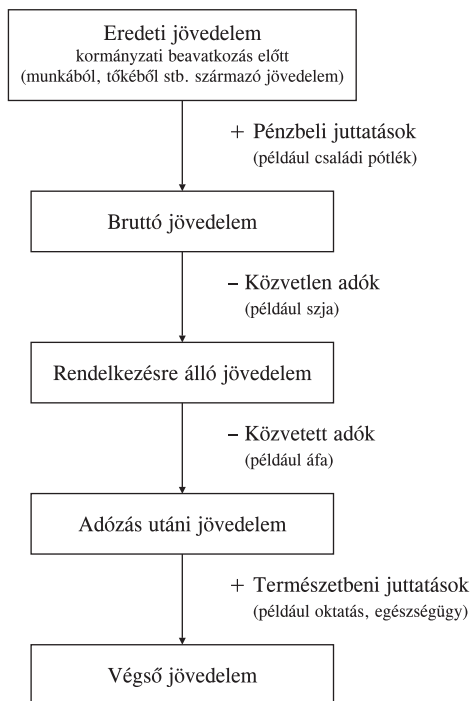 Eredeti jövedelem
kormányzati beavatkozás előtt
(munkából, tőkéből stb. származó jövedelem)
+ Pénzbeli juttatások
(például családi pótlék)
Bruttó jövedelem
– Közvetlen adók
(például szja)
Rendelkezésre álló jövedelem
– Közvetett adók
(például áfa)
Adózás utáni jövedelem
+ Természetbeni juttatások
(például oktatás, egészségügy)
Végső jövedelem